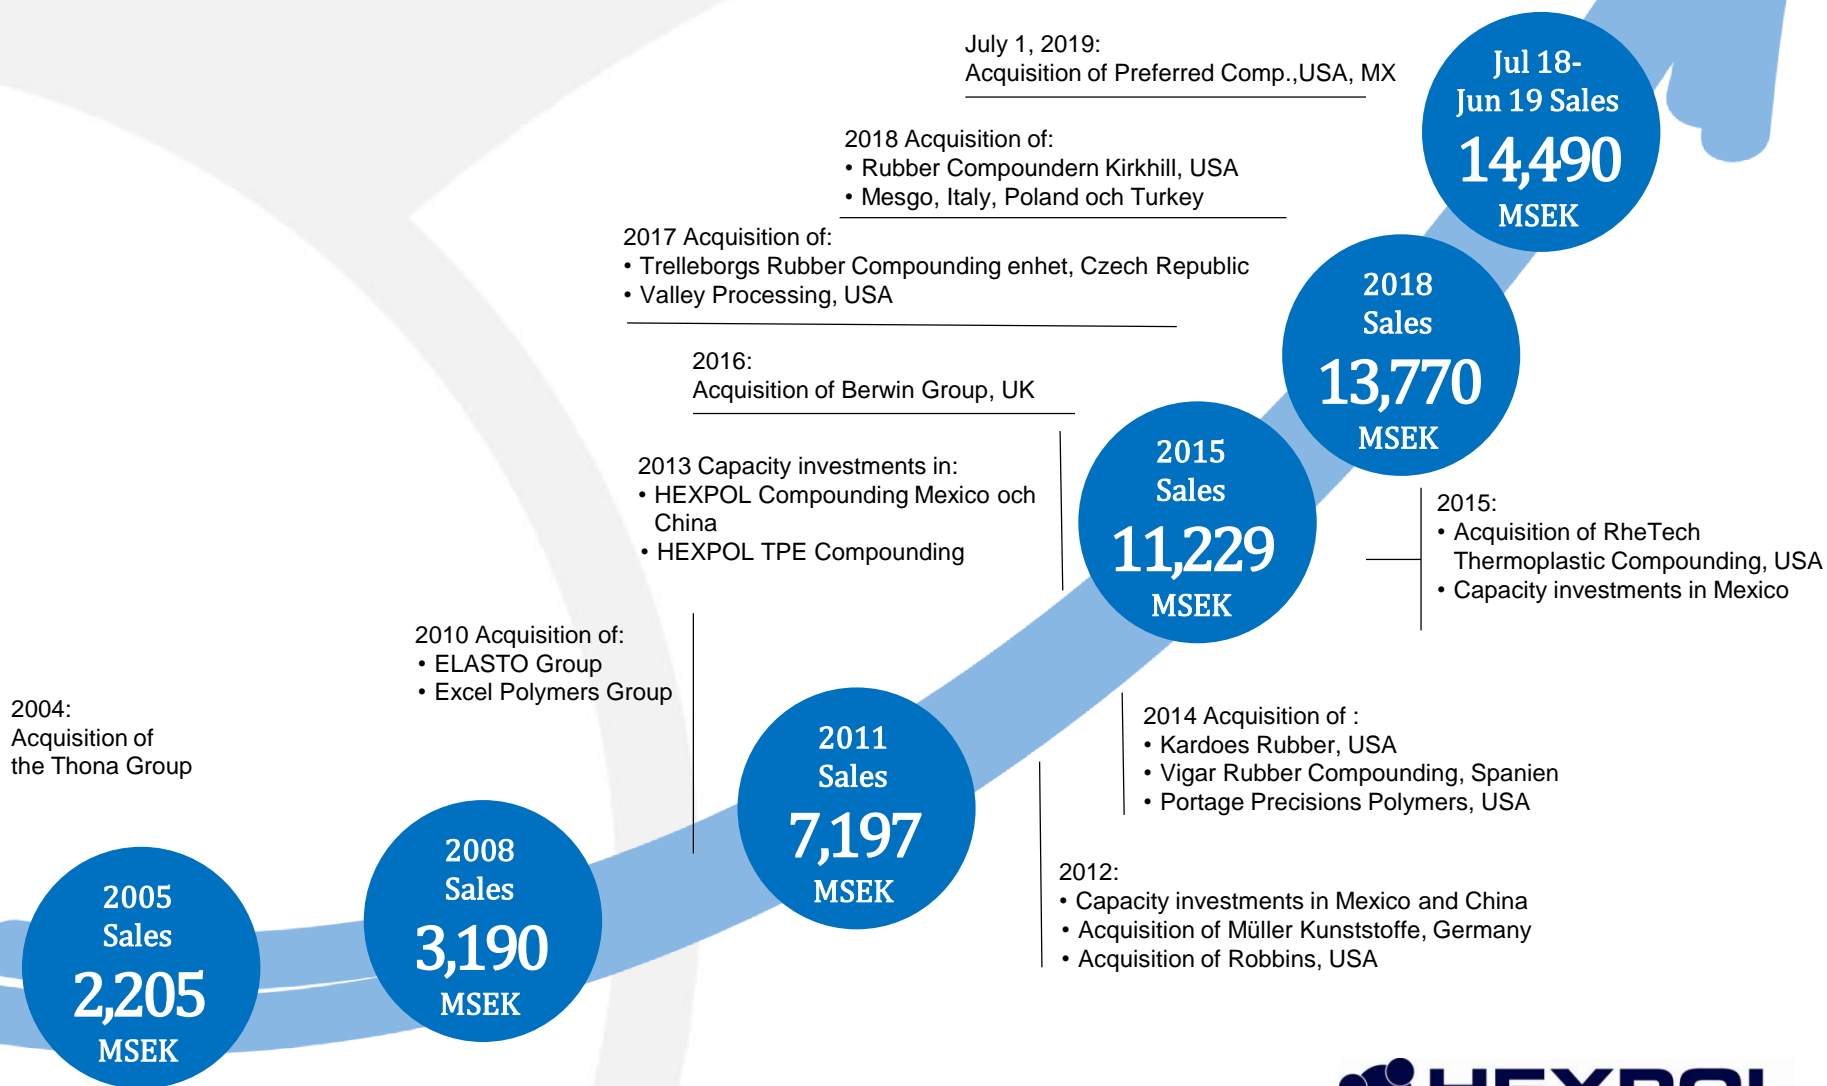 July 1, 2019:
Acquisition of Preferred Comp.,USA, MX
Jul 18-
Jun 19 Sales
14,490
MSEK
2018 Acquisition of:
• Rubber Compoundern Kirkhill, USA
• Mesgo, Italy, Poland och Turkey
2017 Acquisition of:
• Trelleborgs Rubber Compounding enhet, Czech Republic
• Valley Processing, USA
2018
Sales
13,770
MSEK
2016:
Acquisition of Berwin Group, UK
2015
Sales
11,229
MSEK
2013 Capacity investments in:
• HEXPOL Compounding Mexico och
China
• HEXPOL TPE Compounding
2015:
• Acquisition of RheTech
Thermoplastic Compounding, USA
• Capacity investments in Mexico
2010 Acquisition of:
• ELASTO Group
• Excel Polymers Group
2004:
Acquisition of
the Thona Group
2011
Sales
7,197
MSEK
2014 Acquisition of :
• Kardoes Rubber, USA
• Vigar Rubber Compounding, Spanien
• Portage Precisions Polymers, USA
2008
Sales
3,190
MSEK
2012:
• Capacity investments in Mexico and China
• Acquisition of Müller Kunststoffe, Germany
• Acquisition of Robbins, USA
2005
Sales
2,205
MSEK
HEXPOL